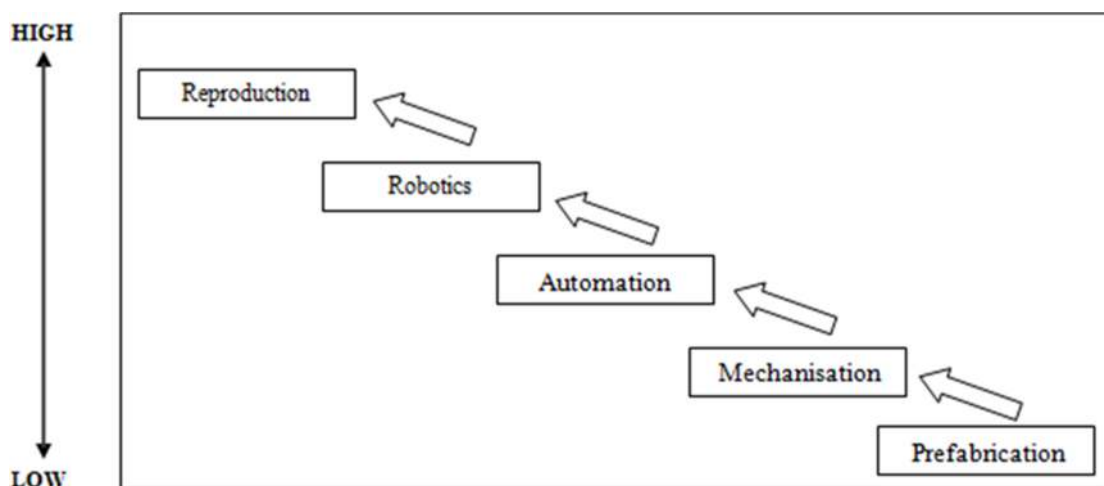 HIGH
Reproduction
Robotics
Automation
Mechanisation
Prefabrication
LOW